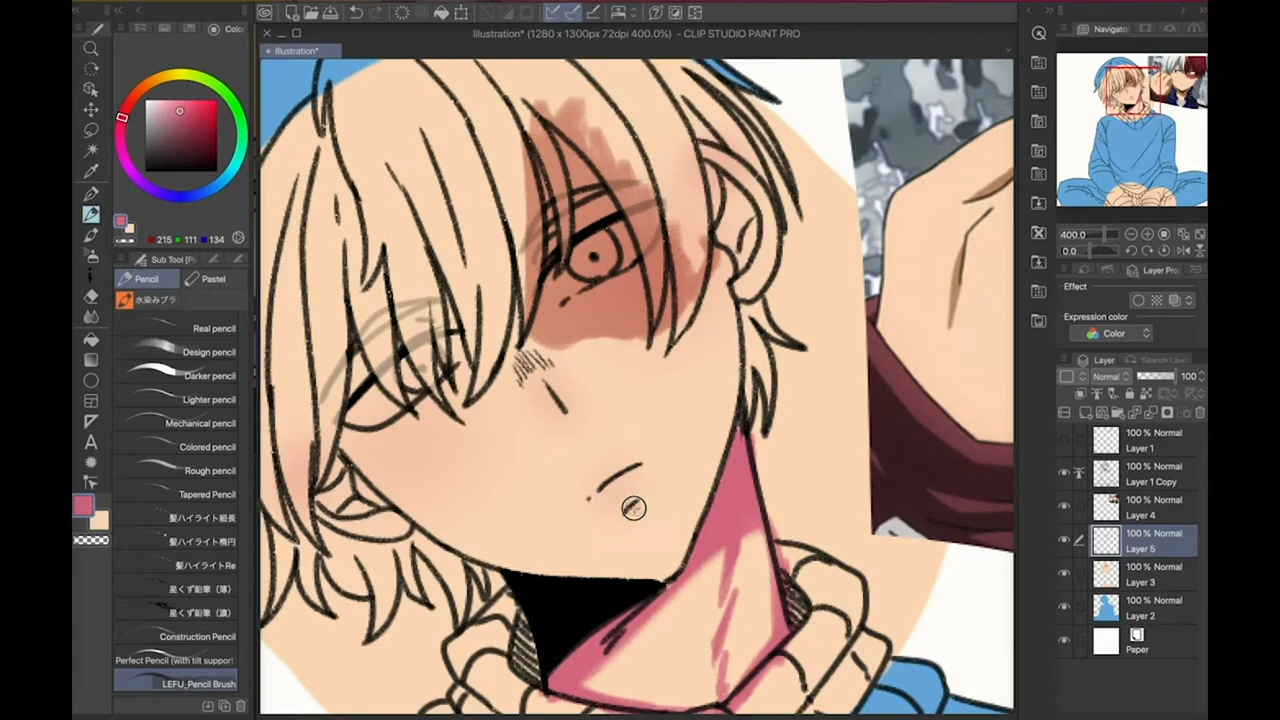 Illustration* (1280 x 1300px 72dpi 400.0%) - CLIP STUDIO PAINT PRO
Illustration*
Colo
215 111 134
Sub Tool [P
Pencil
Pastel
水染みブラ
Real pencil
Design pencil
Darker pencil
Lighter pencil
Mechanical pencil
Colored pencil
Rough pencil
Tapered Pencil
髪ハイライト細長
髪ハイライト楕円
髪ハイライトRe
星くず鉛筆（薄）
星くず鉛筆（濃）
Construction Pencil
Perfect Pencil (with tilt support
LEFU_Pencil Brush
Navigato
400.0
0.0
Layer Pro
Effect
Expression color
Color
Layer
Search Laye
Normal
100
100 % Normal
Layer 1
100 % Normal
Layer 1 Copy
100 % Normal
Layer 4
100 % Normal
Layer 5
100 % Normal
Layer 3
100 % Normal
Layer 2
Paper